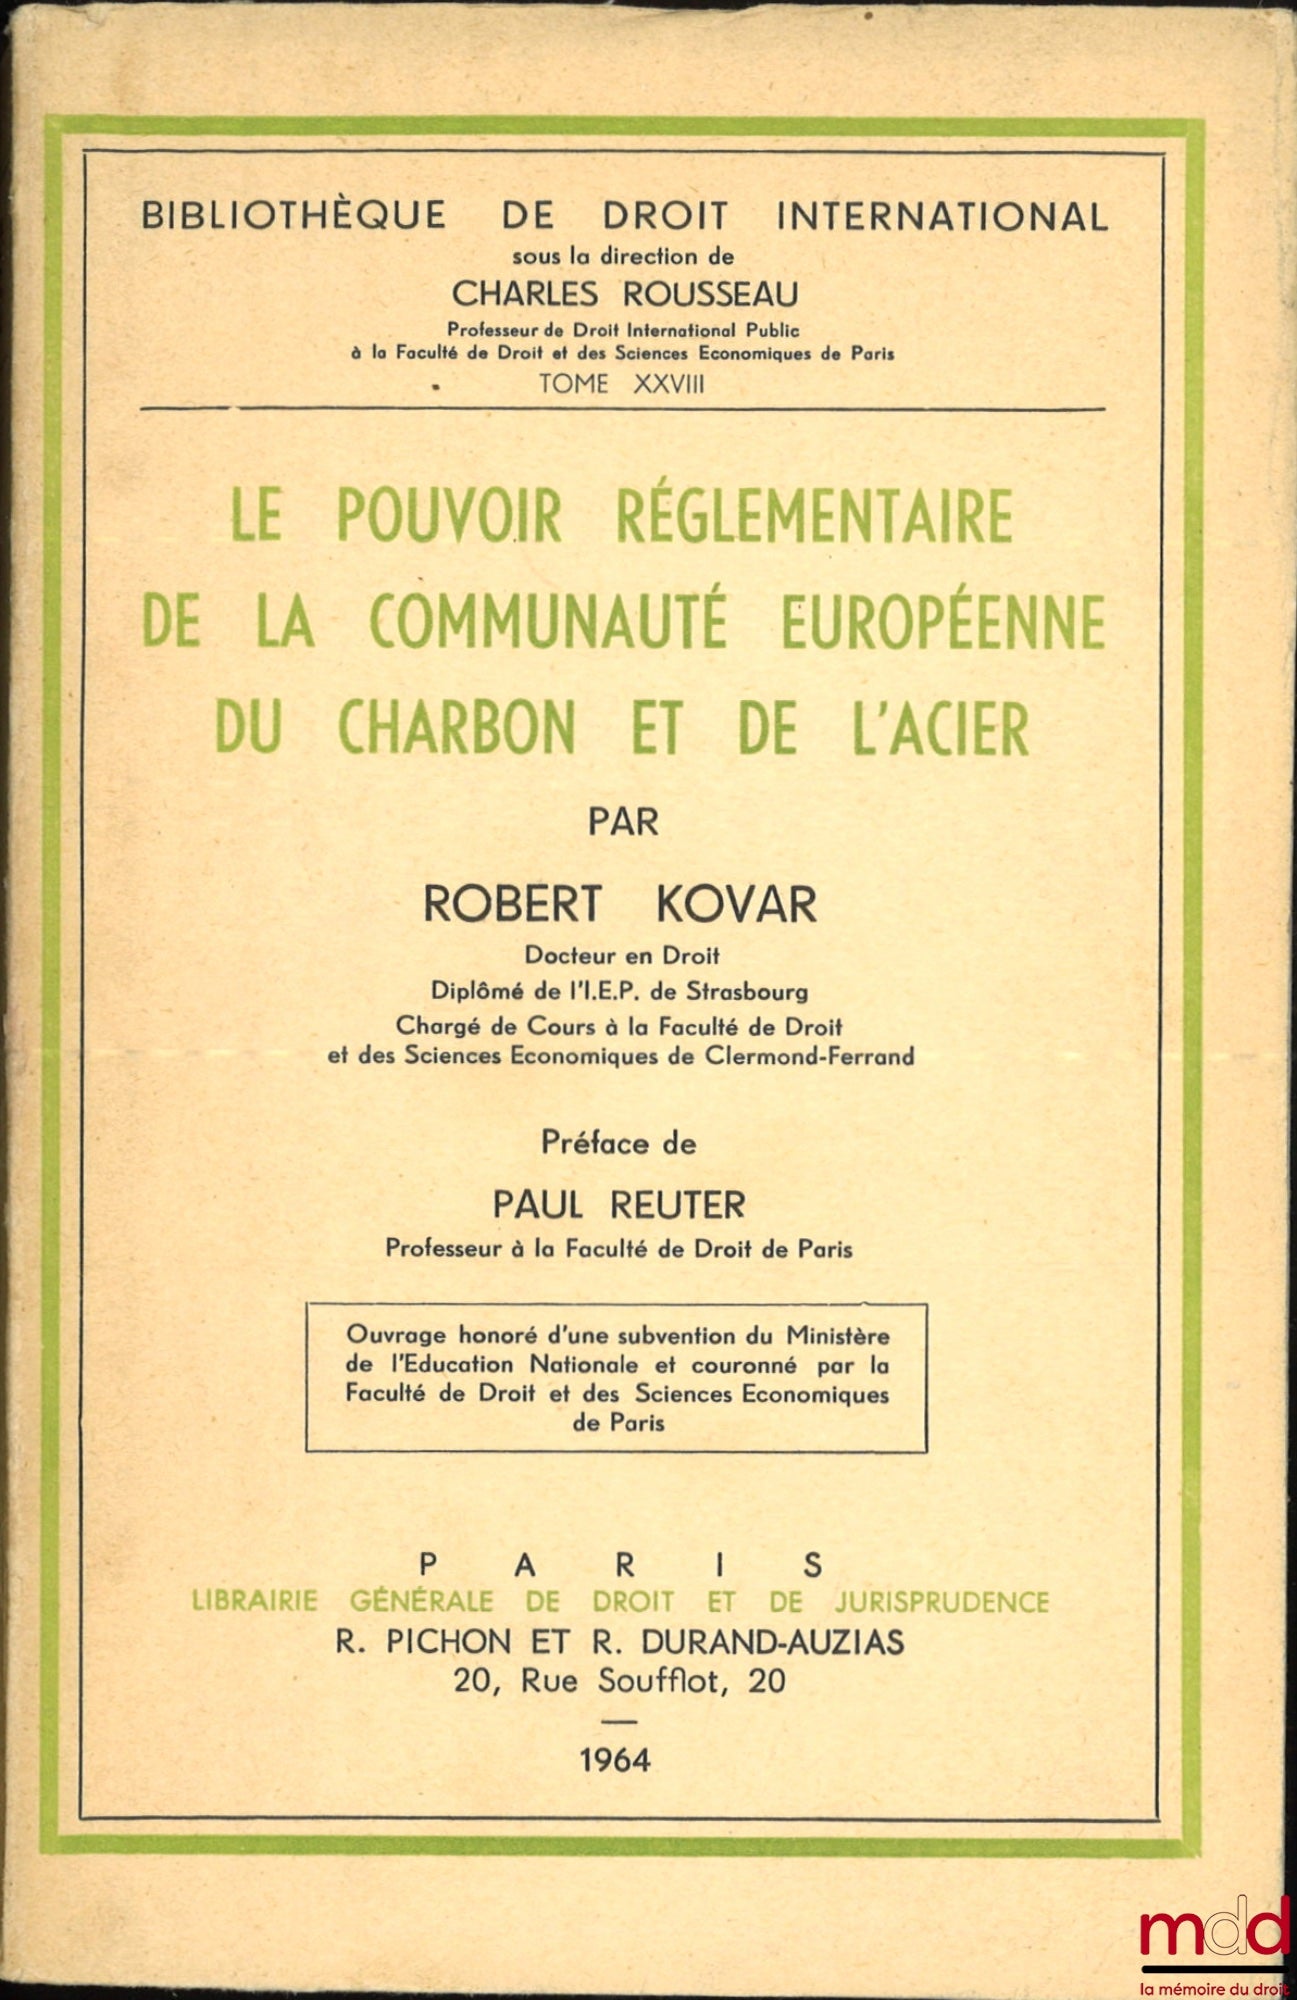 BIBLIOTHÈQUE DE DROIT INTERNATIONAL
sous la direction de
CHARLES ROUSSEAU
Professeur de Droit International Public
à la Faculté de Droit et des Sciences Economiques de Paris
TOME XXVIII
LE POUVOIR RÉGLEMENTAIRE
DE LA COMMUNAUTÉ EUROPÉENNE
DU CHARBON ET DE L'ACIER
PAR
ROBERT KOVAR
Docteur en Droit
Diplômé de l'I.E.P. de Strasbourg
Chargé de Cours à la Faculté de Droit
et des Sciences Economiques de Clermond-Ferrand
Préface de
PAUL REUTER
Professeur à la Faculté de Droit de Paris
Ouvrage honoré d'une subvention du Ministère
de l'Education Nationale et couronné par la
Faculté de Droit et des Sciences Economiques
de Paris
PARIS
LIBRAIRIE GÉNÉRALE DE DROIT ET DE JURISPRUDENCE
R. PICHON ET R. DURAND-AUZIAS
20, Rue Soufflot, 20
1964
mdd
la mémoire du droit